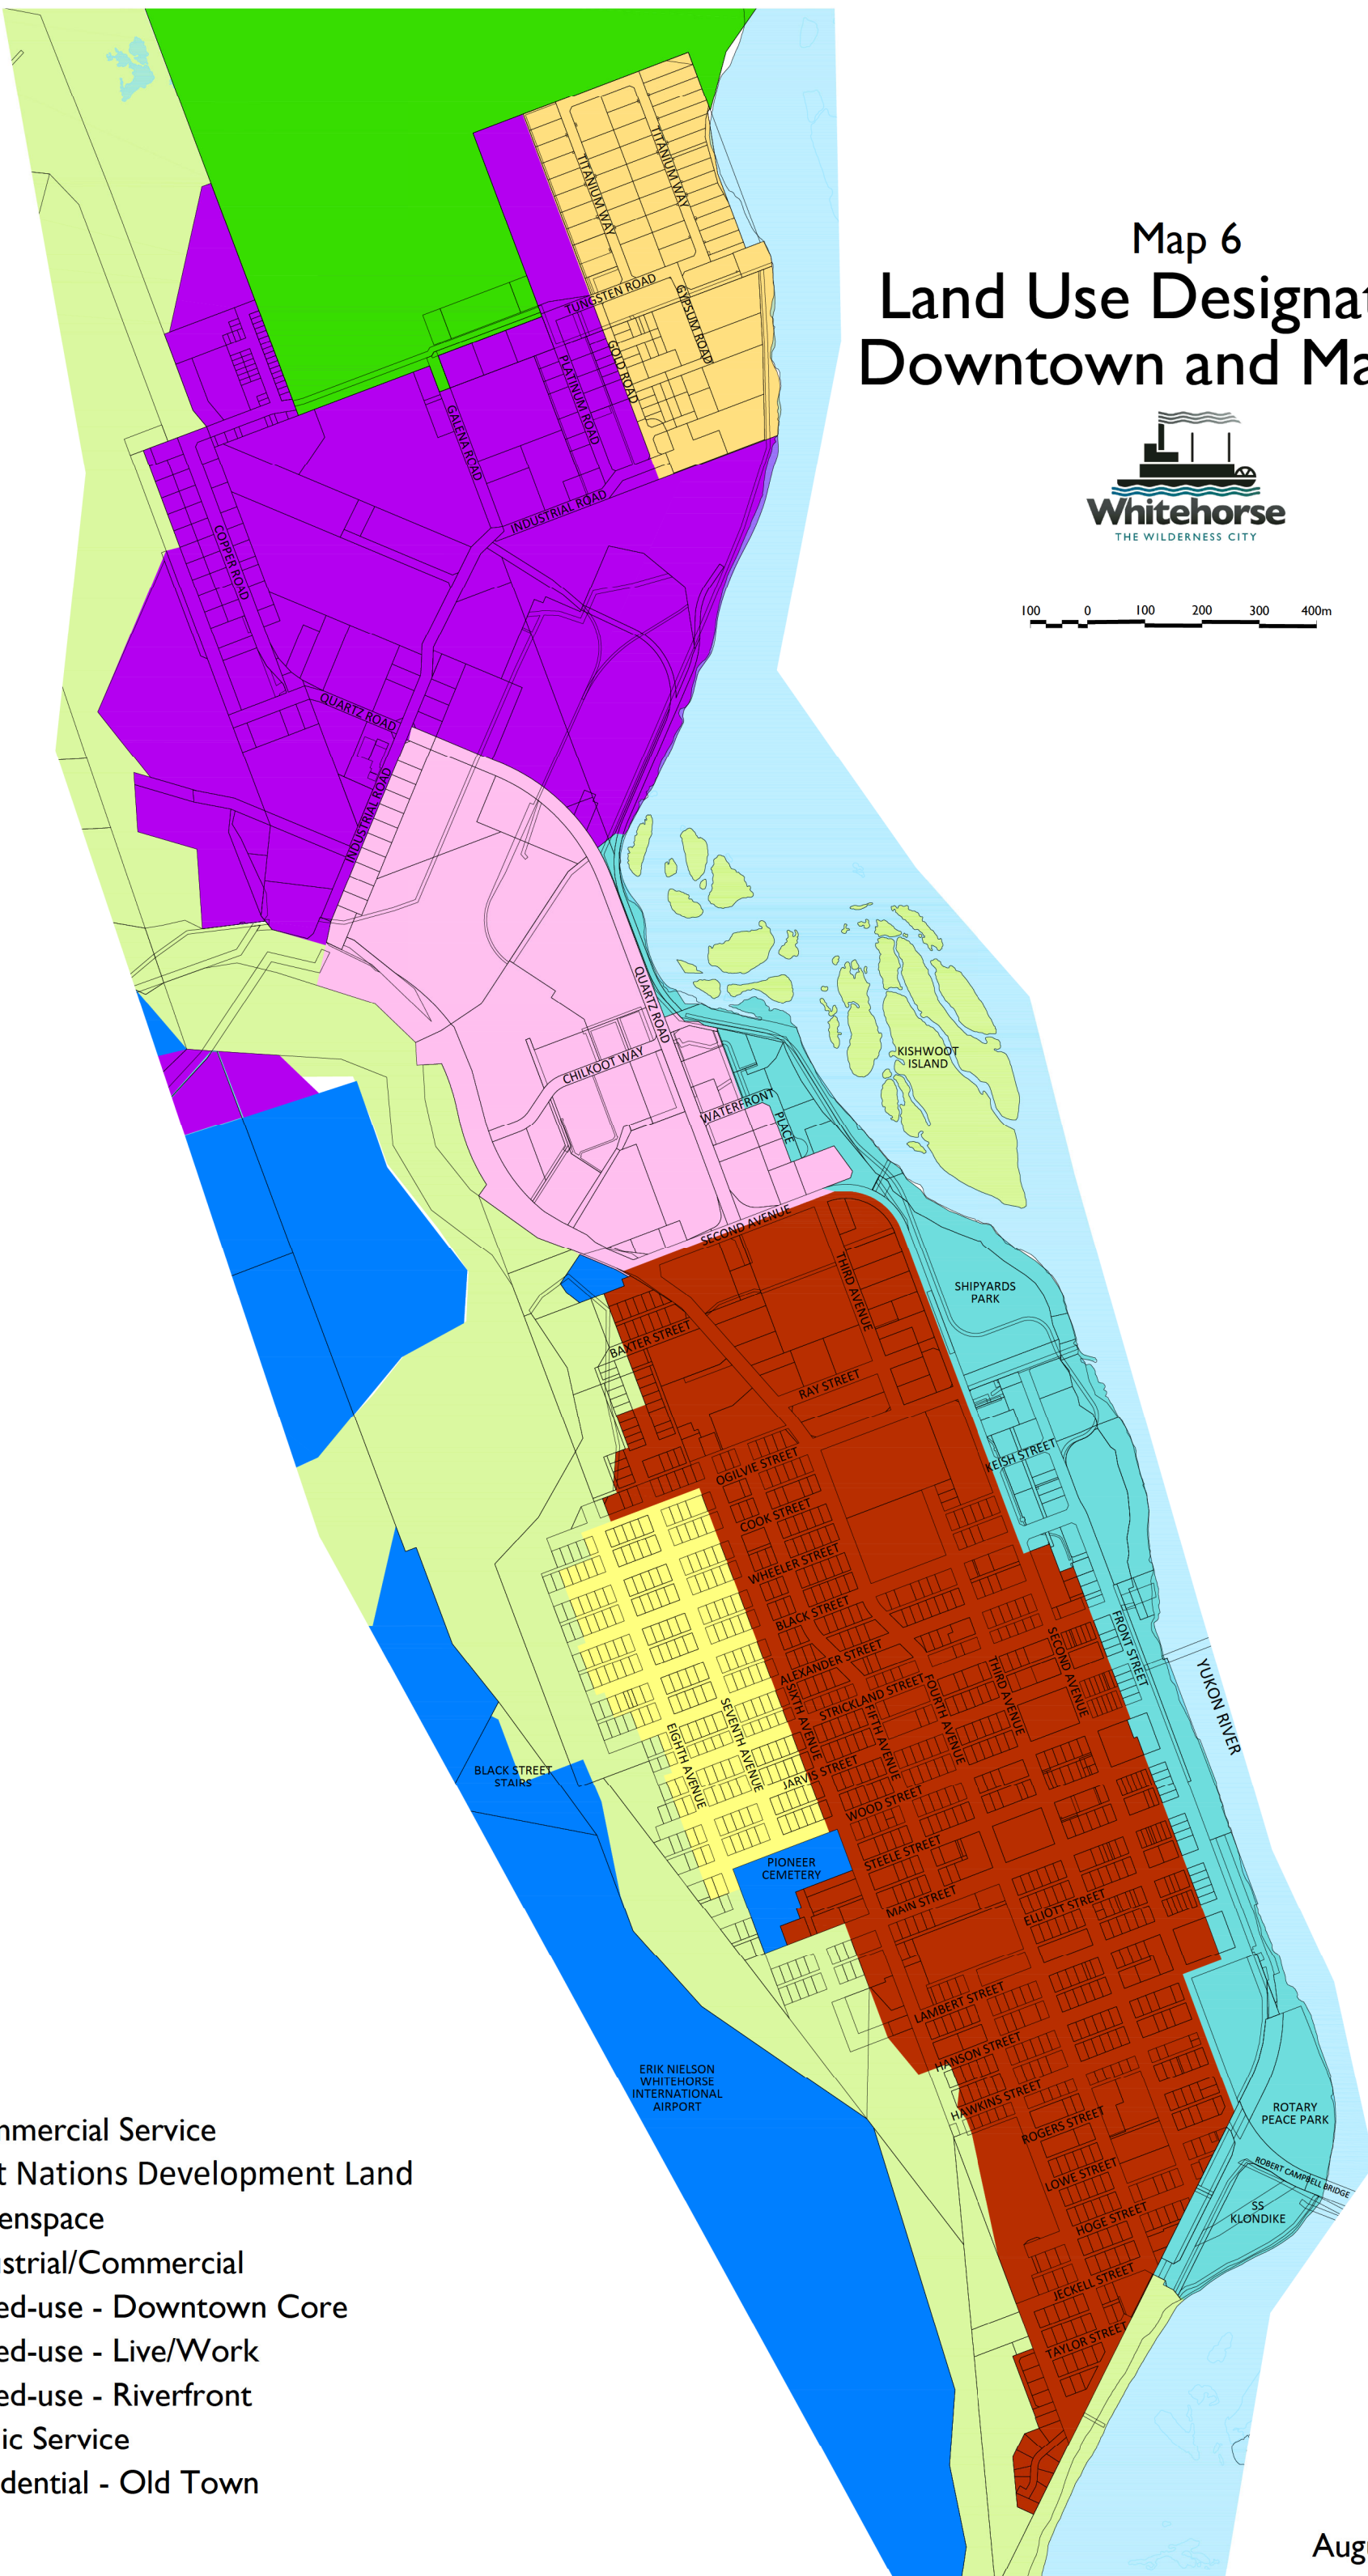 Map 6
Land Use Designat
Downtown and Ma
Whitehorse
THE WILDERNESS CITY
100 0 100 200 300 400m
TITANIUM WAY
TITANIUM WAY
TUNGSTEN ROAD
GYPSUM ROAD
GOLD ROAD
PLATINUM ROAD
GALENA ROAD
INDUSTRIAL ROAD
COPPER ROAD
QUARTZ ROAD
INDUSTRIAL ROAD
QUARTZ ROAD
CHILKOOT WAY
KISHWOOT
ISLAND
WATERFRONT
PLACE
SECOND AVENUE
THIRD AVENUE
SHIPYARDS
PARK
BAXTER STREET
RAY STREET
KEISH STREET
OGILVIE STREET
COOK STREET
WHEELER STREET
BLACK STREET
ALEXANDER STREET
STRICKLAND STREET
FRONT STREET
SECOND AVENUE
THIRD AVENUE
FOURTH AVENUE
FIFTH AVENUE
SIXTH AVENUE
SEVENTH AVENUE
EIGHTH AVENUE
YUKON RIVER
BLACK STREET
STAIRS
JARVIS STREET
WOOD STREET
STEELE STREET
PIONEER
CEMETERY
MAIN STREET
ELLIOTT STREET
LAMBERT STREET
HANSON STREET
ERIK NIELSON
WHITEHORSE
INTERNATIONAL
AIRPORT
HAWKINS STREET
ROGERS STREET
ROTARY
PEACE PARK
LOWE STREET
ROBERT CAMPBELL BRIDGE
HOGE STREET
SS
KLONDIKE
JECKELL STREET
TAYLOR STREET
mmercial Service
t Nations Development Land
enspace
ustrial/Commercial
ed-use - Downtown Core
ed-use - Live/Work
ed-use - Riverfront
ic Service
dential - Old Town
Aug